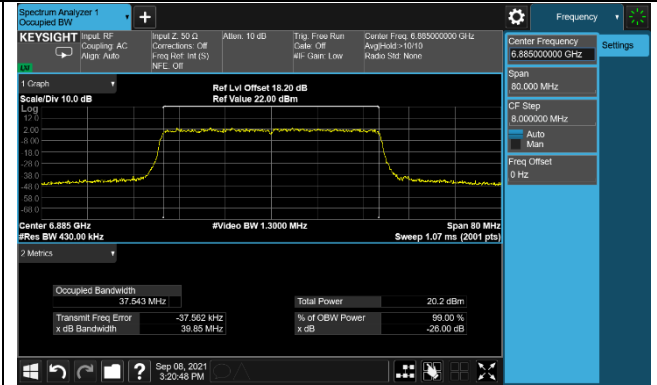 Spectrum Analyzer 1
Occupied BW
Frequency
KEYSIGHT
Input: RF
Coupling: AC
Align: Auto
Input Z: 50 Ω
Corrections: Off
Freq Ref: Int (S)
NFE: Off
Atten: 10 dB
Trig: Free Run
Gate: Off
#IF Gain: Low
Center Freq: 6.885000000 GHz
Avg|Hold:>10/10
Radio Std: None
LVI
Center Frequency
6.885000000 GHz
Settings
Span
80.000 MHz
CF Step
8.000000 MHz
Auto
Man
Freq Offset
0 Hz
1 Graph
Scale/Div 10.0 dB
Ref Lvl Offset 18.20 dB
Ref Value 22.00 dBm
Log
12.0
2.00
-8.00
-18.0
-28.0
-38.0
-48.0
-58.0
-68.0
Center 6.885 GHz
#Res BW 430.00 kHz
#Video BW 1.3000 MHz
Span 80 MHz
Sweep 1.07 ms (2001 pts)
2 Metrics
Occupied Bandwidth
37.543 MHz
Total Power
20.2 dBm
Transmit Freq Error
-37.562 kHz
% of OBW Power
99.00 %
x dB Bandwidth
39.85 MHz
x dB
-26.00 dB
?
Sep 08, 2021
3:20:48 PM